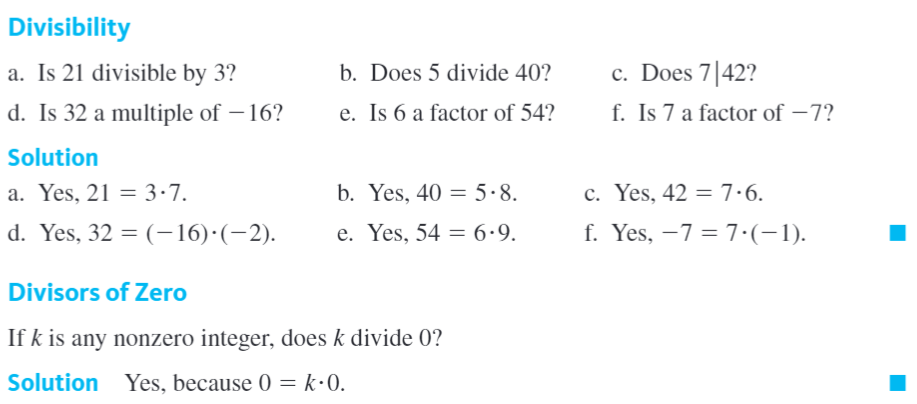 Divisibility
a. Is 21 divisible by 3? b. Does 5 divide 40? c. Does 7|42?
d. Is 32 a multiple of −16? e. Is 6 a factor of 54? f. Is 7 a factor of −7?
Solution
a. Yes, 21 = 3·7. b. Yes, 40 = 5·8. c. Yes, 42 = 7·6.
d. Yes, 32 = (−16)·(−2). e. Yes, 54 = 6·9. f. Yes, −7 = 7·(−1).
Divisors of Zero
If k is any nonzero integer, does k divide 0?
Solution Yes, because 0 = k·0.